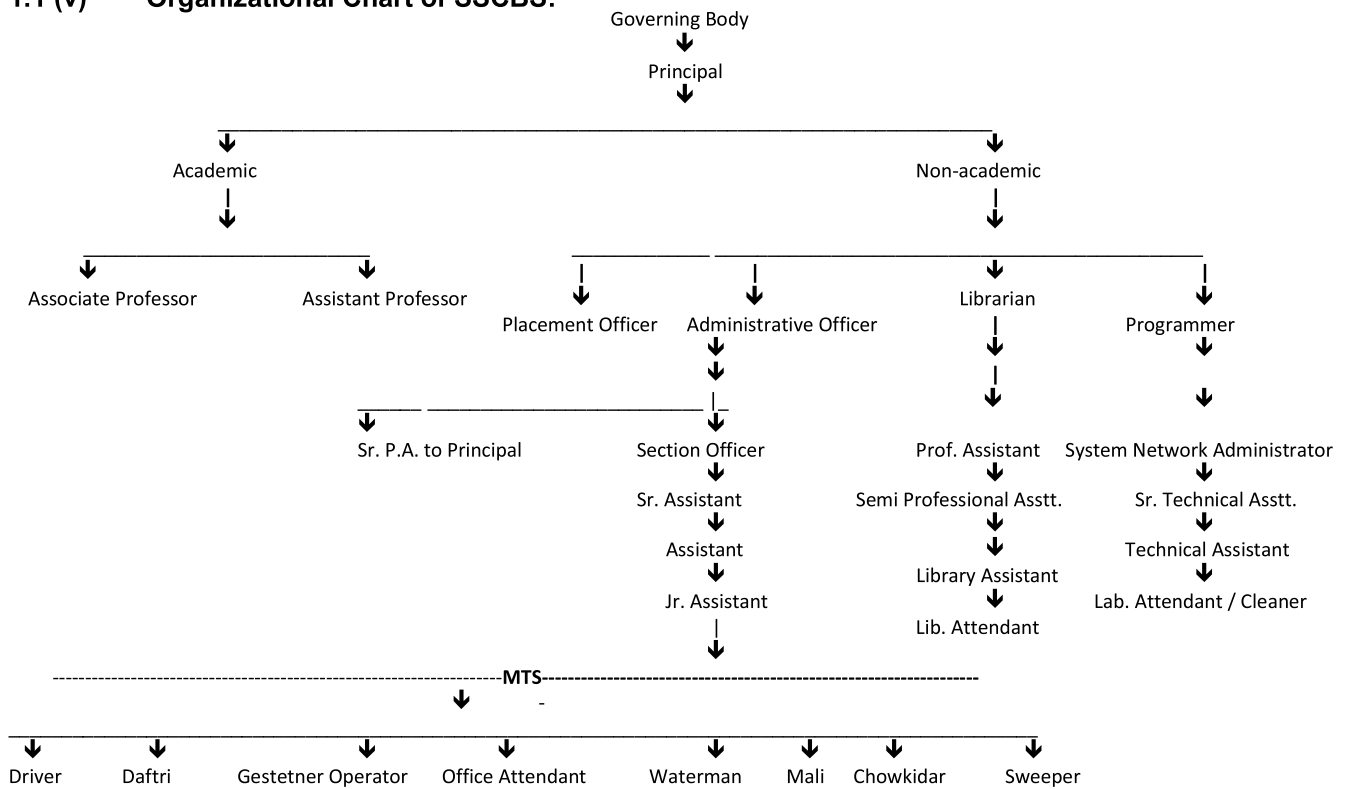 1.1 (v) Organizational Chart of SSCBS:
Governing Body
Principal
Academic Non-academic
Associate Professor Assistant Professor Librarian
Placement Officer Administrative Officer Programmer
Sr. P.A. to Principal Section Officer Prof. Assistant System Network Administrator
Sr. Assistant Semi Professional Asstt. Sr. Technical Asstt.
Assistant Technical Assistant
Library Assistant
Jr. Assistant Lab. Attendant / Cleaner
Lib. Attendant
MTS
Driver Daftri Gestetner Operator Office Attendant Waterman Mali Chowkidar Sweeper